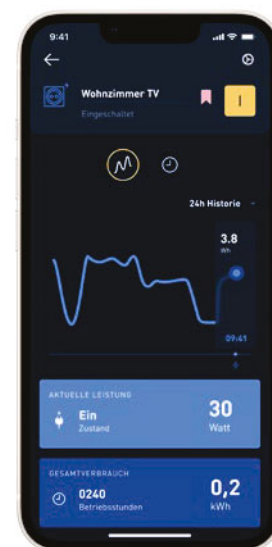 9:41
Wohnzimmer TV
Eingeschaltet
I
24h Historie
3.8
Wh
09:41
AKTUELLE LEISTUNG
Ein
Zustand
30
Watt
GESAMTVERBRAUCH
0240
Betriebsstunden
0,2
kWh